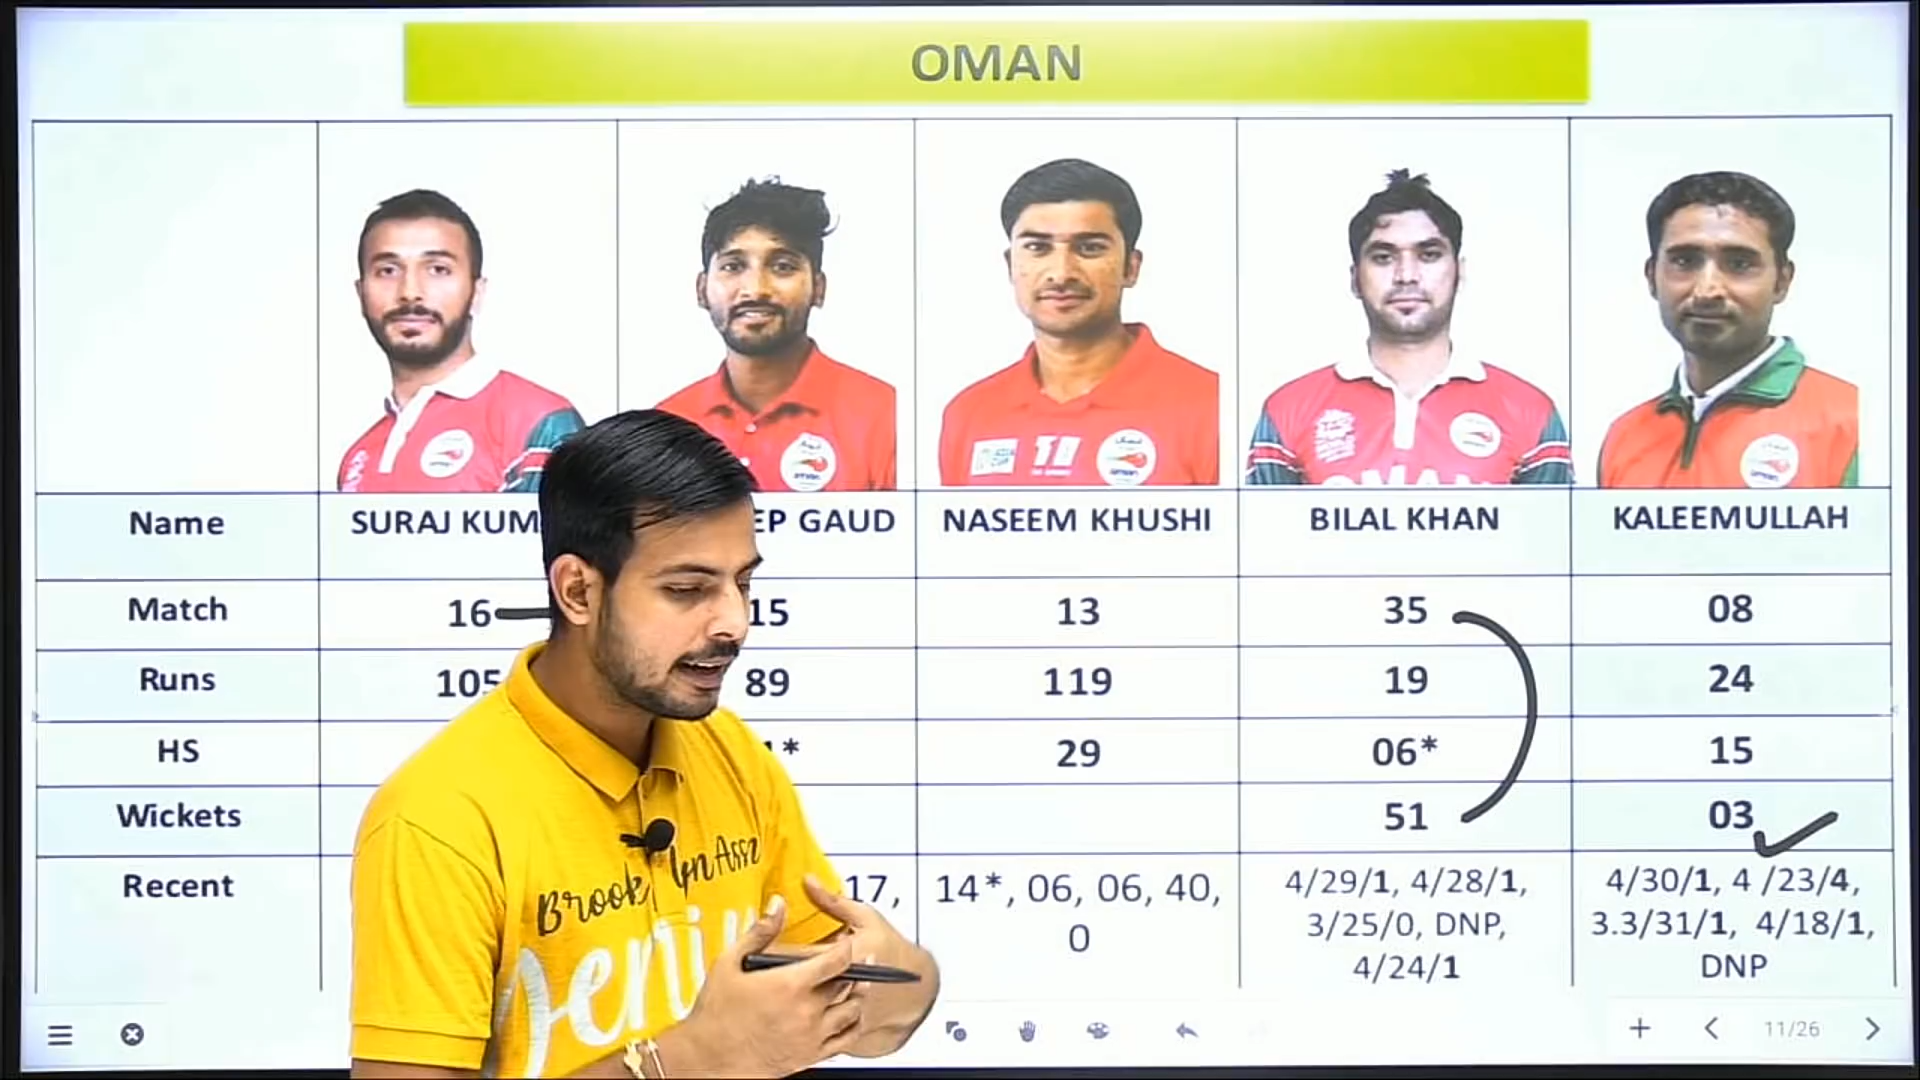 OMAN
Name SURAJ KUM EP GAUD NASEEM KHUSHI BILAL KHAN KALEEMULLAH
Match 16 15 13 35 08
Runs 105 89 119 19 24
HS * 29 06* 15
Wickets 51 03
Recent 17, 14*, 06, 06, 40, 4/29/1, 4/28/1, 4/30/1, 4 /23/4,
0 3/25/0, DNP, 3.3/31/1, 4/18/1,
4/24/1 DNP
Brook
Deni
11/26